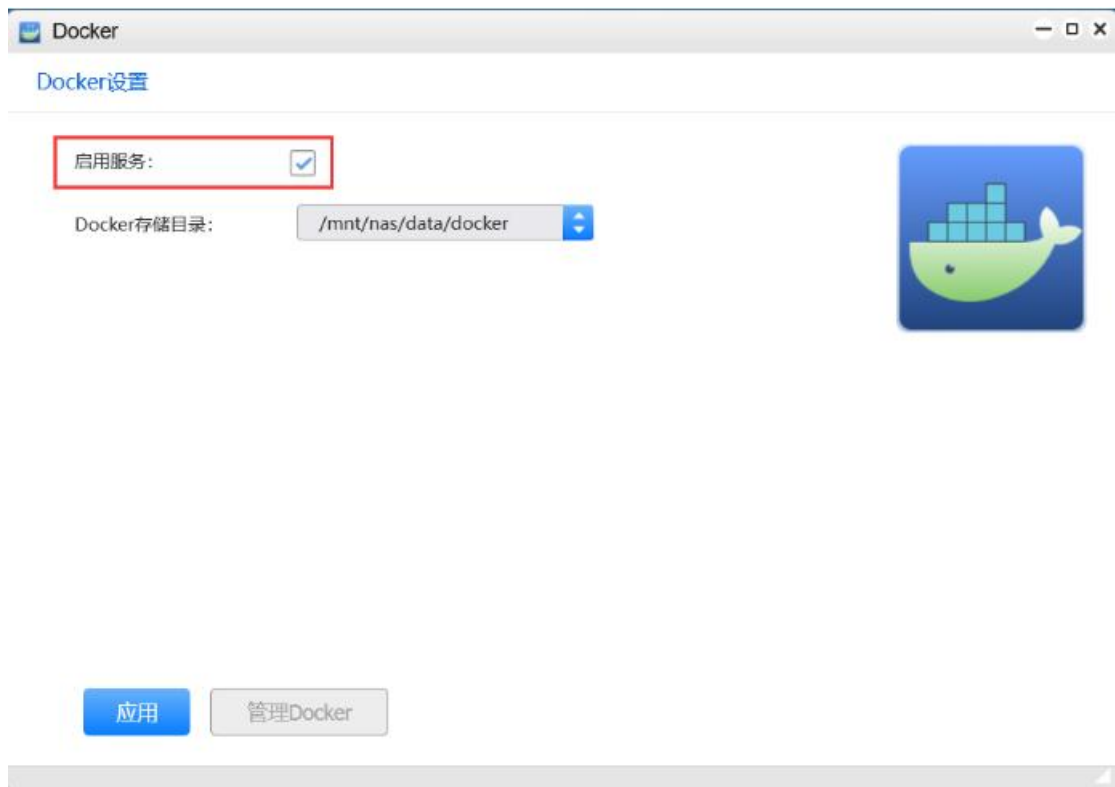 Docker
Docker设置
启用服务：
Docker存储目录：
/mnt/nas/data/docker
应用
管理Docker